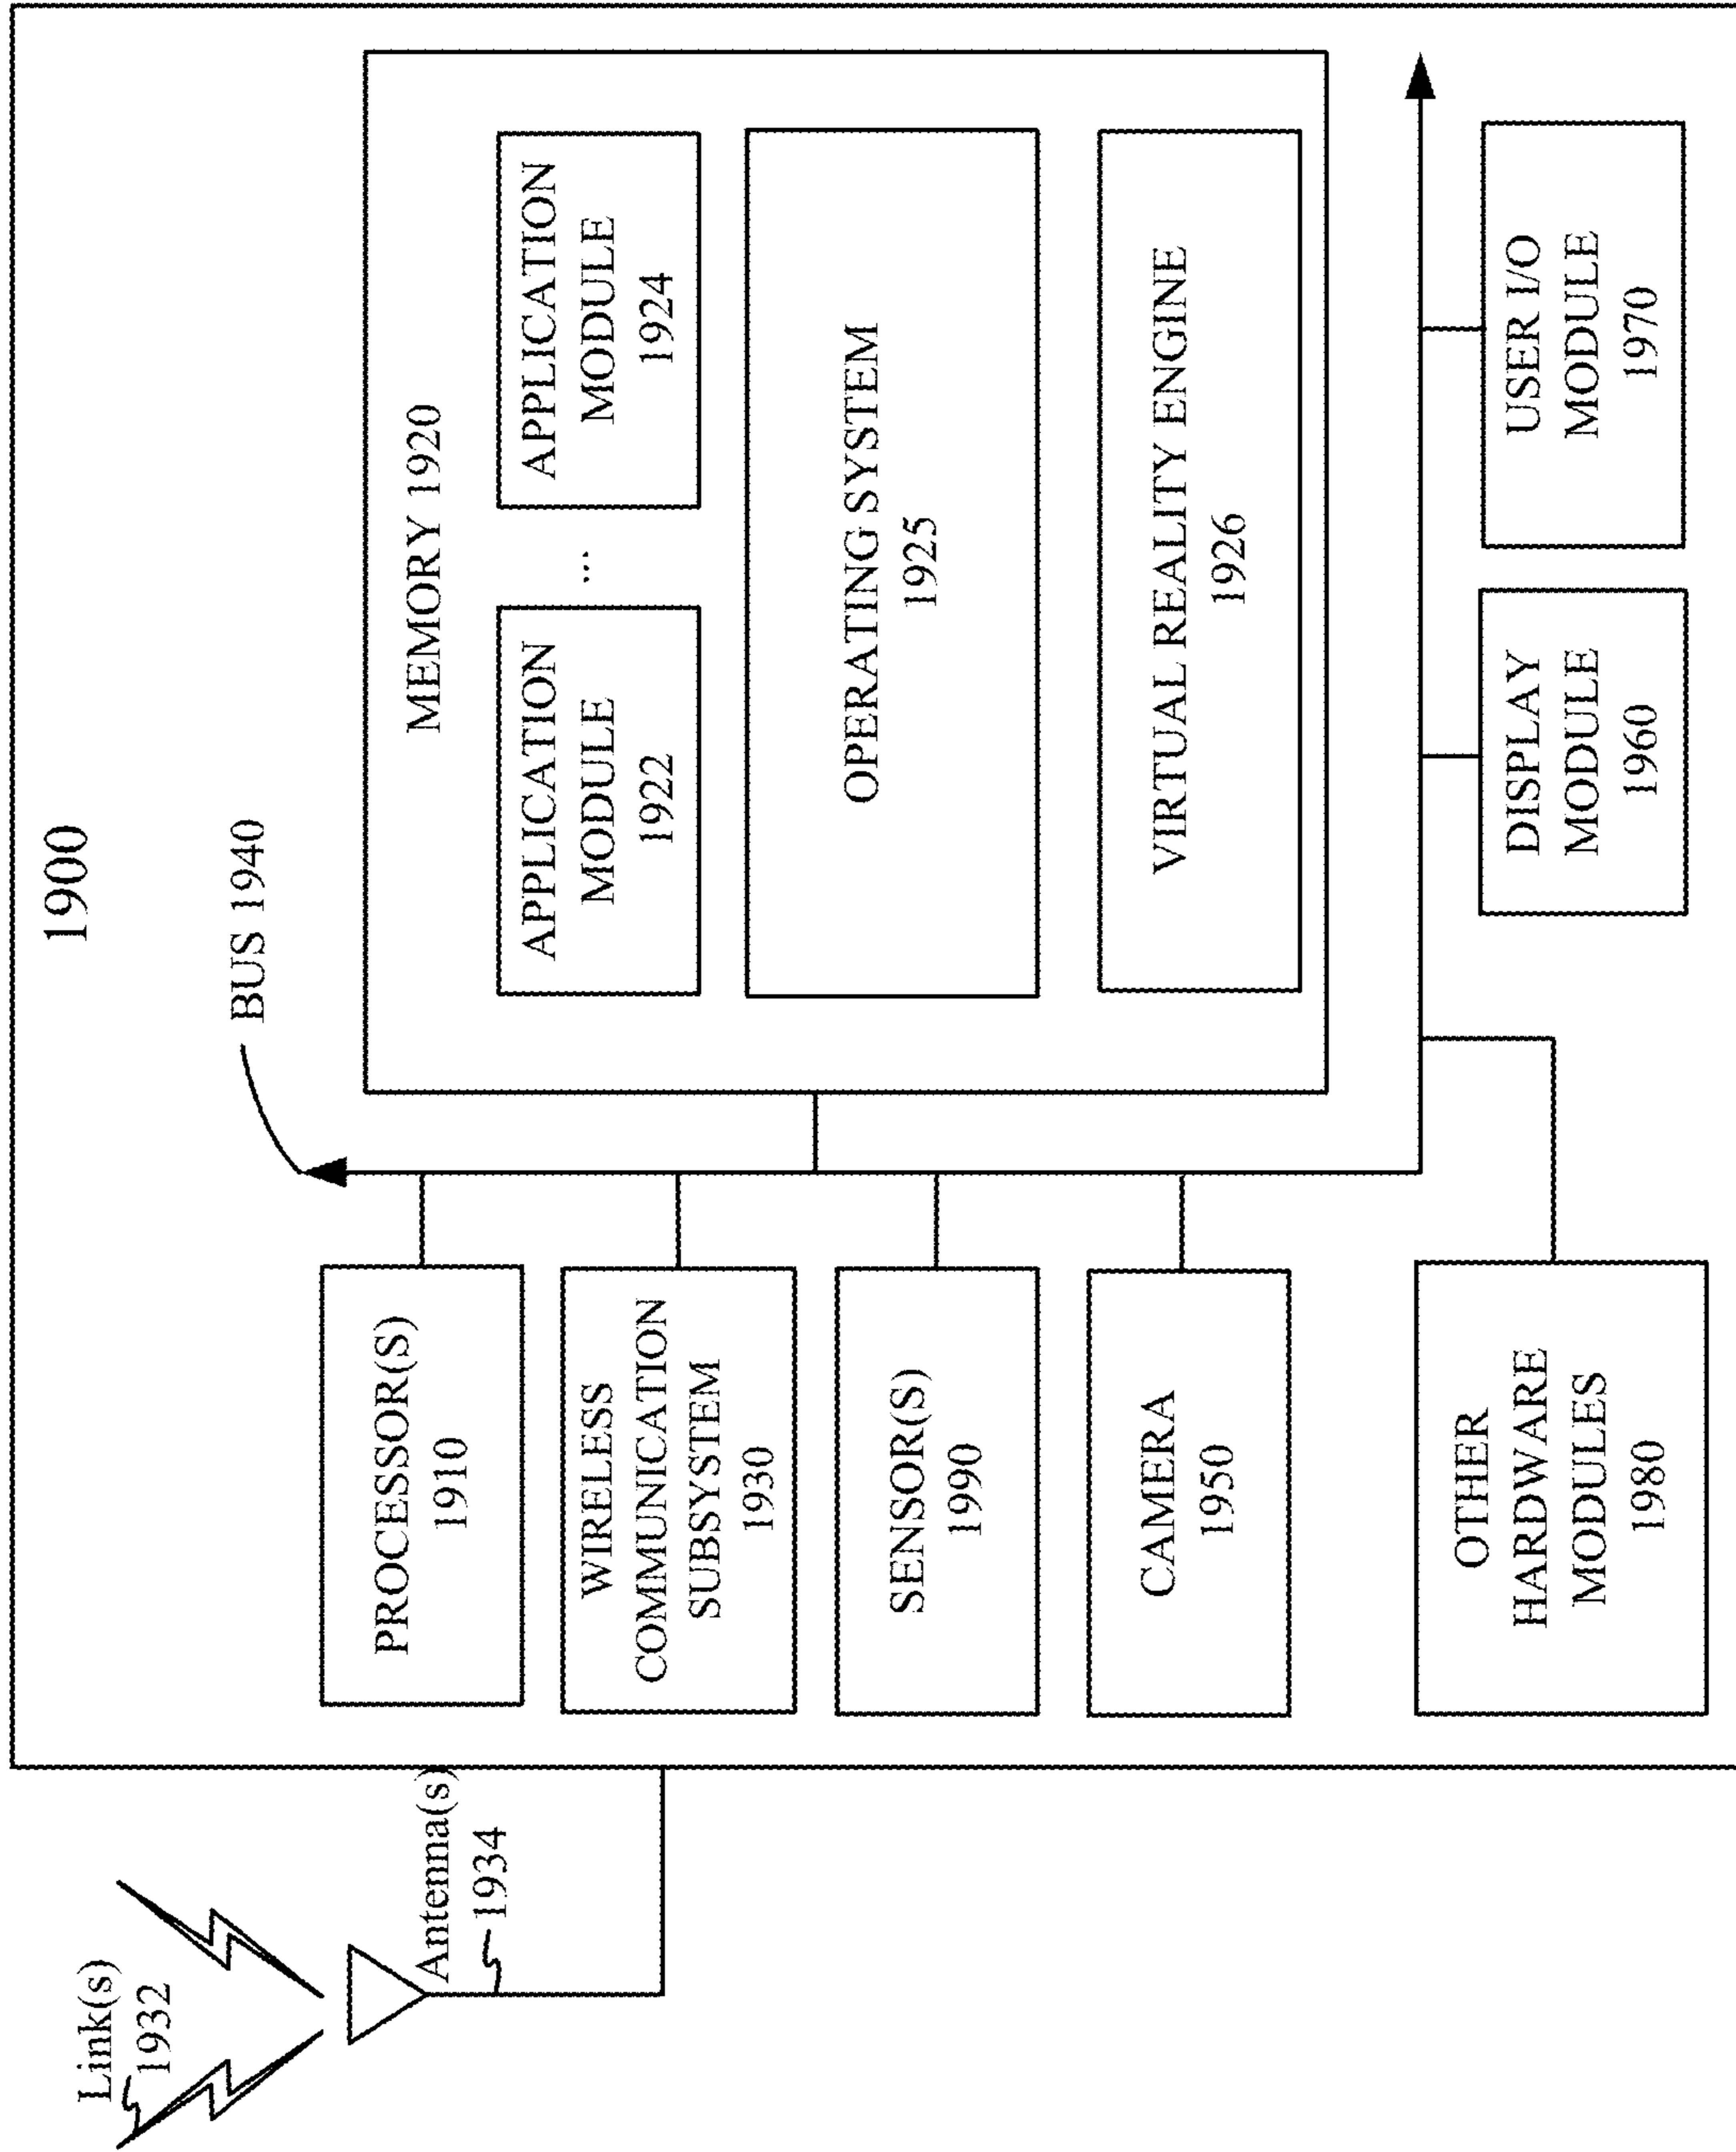 1900
Link(s)
1932
BUS 1940
Antenna(s)
1934
PROCESSOR(S)
1910
WIRELESS
COMMUNICATION
SUBSYSTEM
1930
SENSOR(S)
1990
CAMERA
1950
OTHER
HARDWARE
MODULES
1980
MEMORY 1920
APPLICATION
MODULE
1922
...
APPLICATION
MODULE
1924
OPERATING SYSTEM
1925
VIRTUAL REALITY ENGINE
1926
DISPLAY
MODULE
1960
USER I/O
MODULE
1970